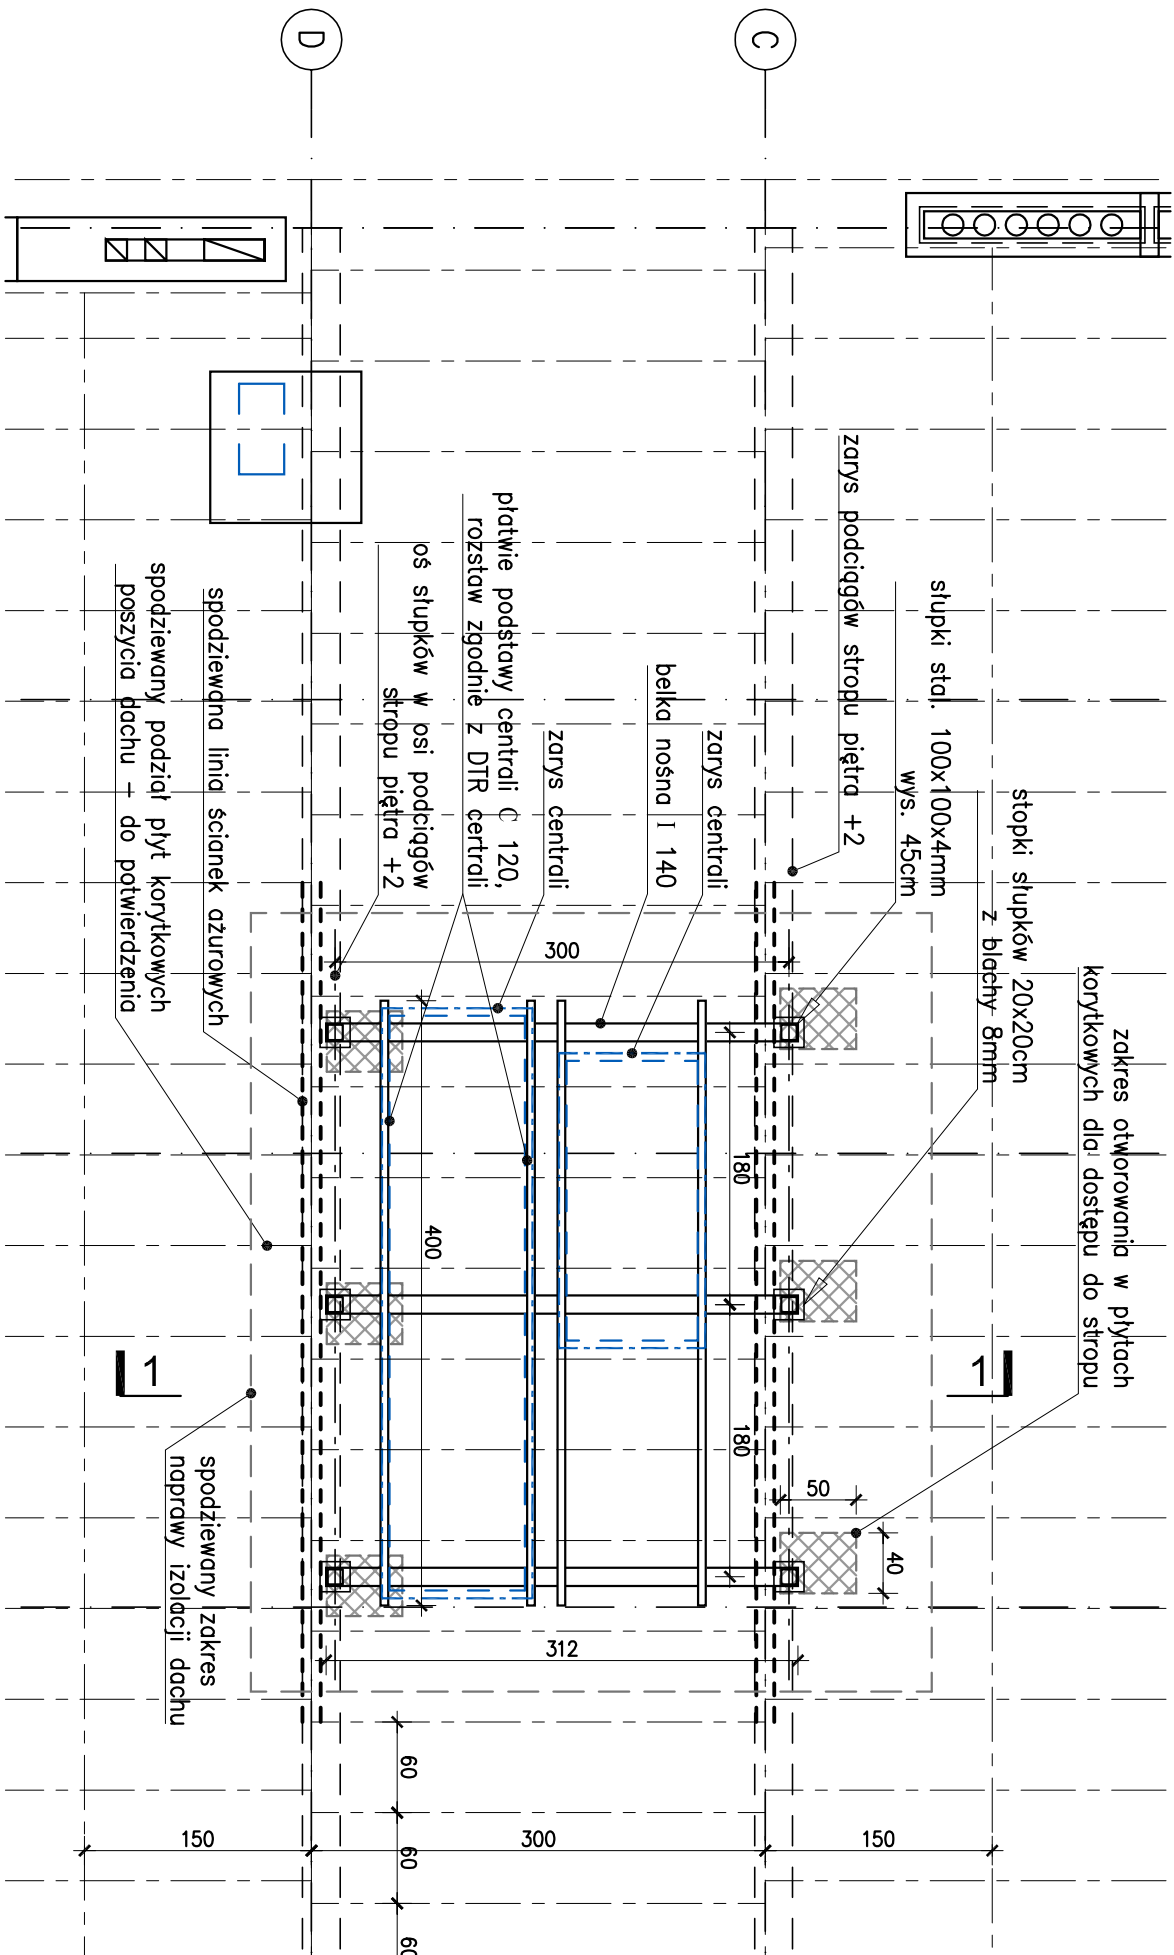 D
C
zarys podciągów stropu piętra +2
słupki stal. 100x100x4mm
wys. 45cm
stopki słupków 20x20cm
z blachy 8mm
zakres otworowania w płytach
korytkowych dla dostępu do stropu
zarys centrali
belka nośna I 140
zarys centrali
płatwie podstawy centrali C 120,
rozstaw zgodnie z DTR certrali
oś słupków w osi podciągów
stropu piętra +2
spodziewana linia ścianek ażurowych
spodziewany podział płyt korytkowych
poszycia dachu – do potwierdzenia
spodziewany zakres
naprawy izolacji dachu
300
180
180
400
50
40
312
1
1
60
60
60
150
300
150